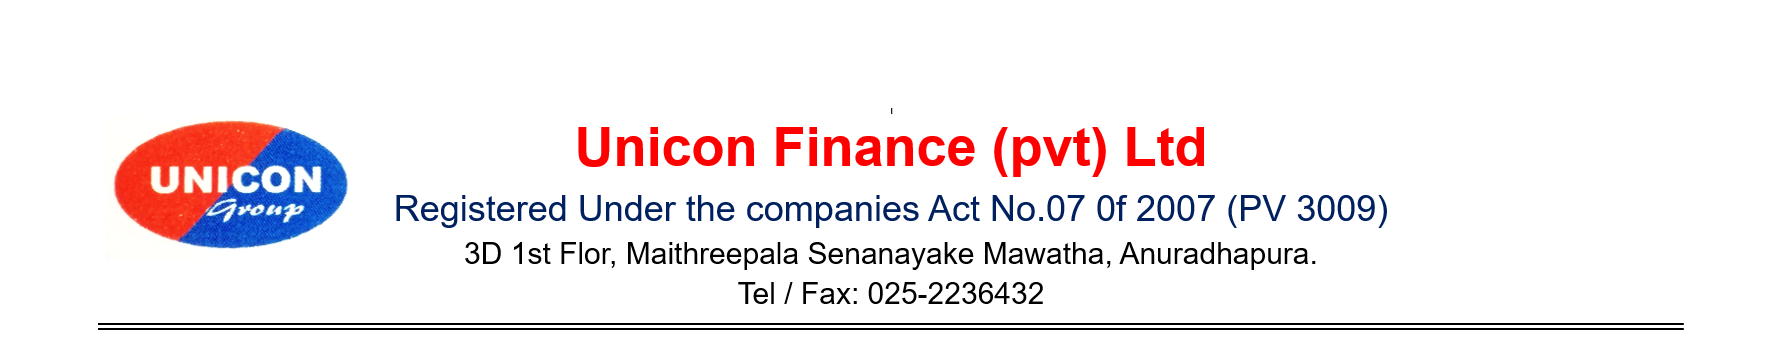 Unicon Finance (pvt) Ltd
UNICON
Group
Registered Under the companies Act No.07 0f 2007 (PV 3009)
3D 1st Flor, Maithreepala Senanayake Mawatha, Anuradhapura.
Tel / Fax: 025-2236432